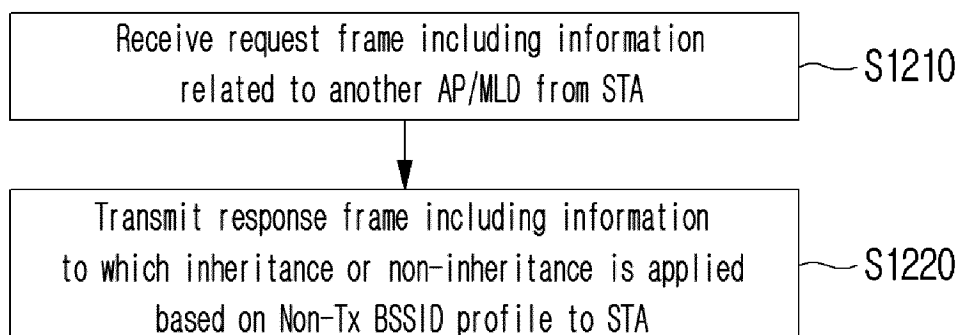 Receive request frame including information
related to another AP/MLD from STA
S1210
Transmit response frame including information
to which inheritance or non-inheritance is applied
based on Non-Tx BSSID profile to STA
S1220